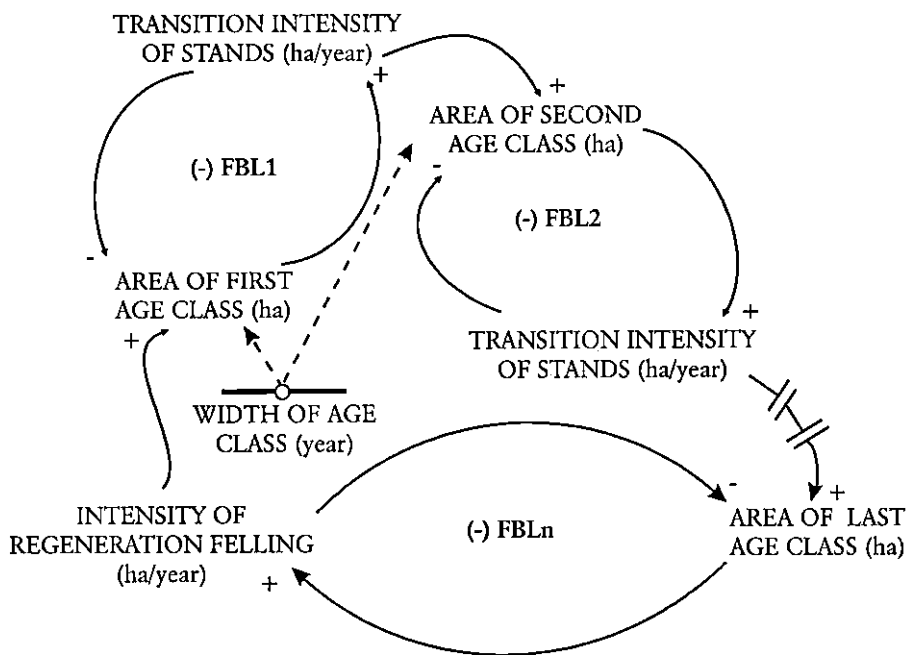 TRANSITION INTENSITY
OF STANDS (ha/year)
+
+
AREA OF SECOND
AGE CLASS (ha)
-
(-) FBL1
(-) FBL2
-
AREA OF FIRST
AGE CLASS (ha)
+
+
TRANSITION INTENSITY
OF STANDS (ha/year)
WIDTH OF AGE
CLASS (year)
-
+
INTENSITY OF
REGENERATION FELLING
(ha/year)
+
(-) FBLn
AREA OF LAST
AGE CLASS (ha)